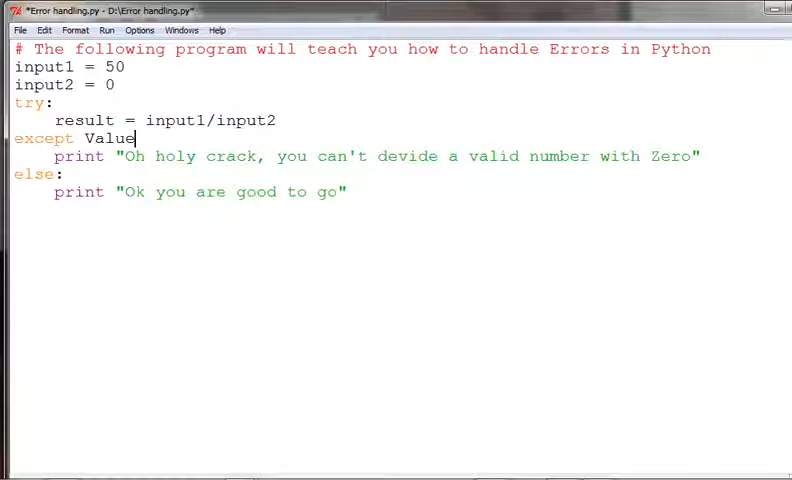 *Error handling.py - D:\Error handling.py*
File Edit Format Run Options Windows Help
# The following program will teach you how to handle Errors in Python
input1 = 50
input2 = 0
try:
    result = input1/input2
except Value
    print "Oh holy crack, you can't devide a valid number with Zero"
else:
    print "Ok you are good to go"